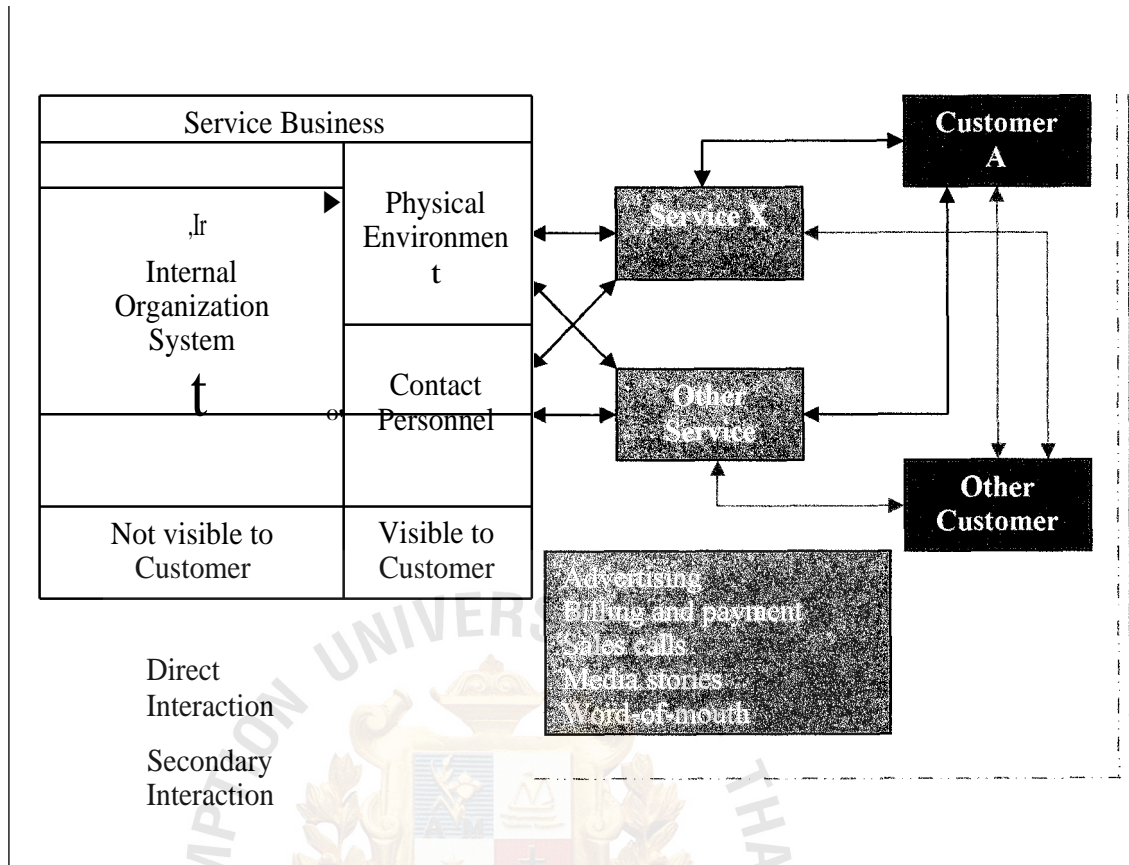 Service Business
Customer
A
Physical
Environmen
t
Service X
,Ir
Internal
Organization
System
t
Contact
Personnel
Other
Service
Other
Customer
Not visible to
Customer
Visible to
Customer
Advertising
Billing and payment
Sales calls
Media stories
Word-of-mouth
Direct
Interaction
Secondary
Interaction